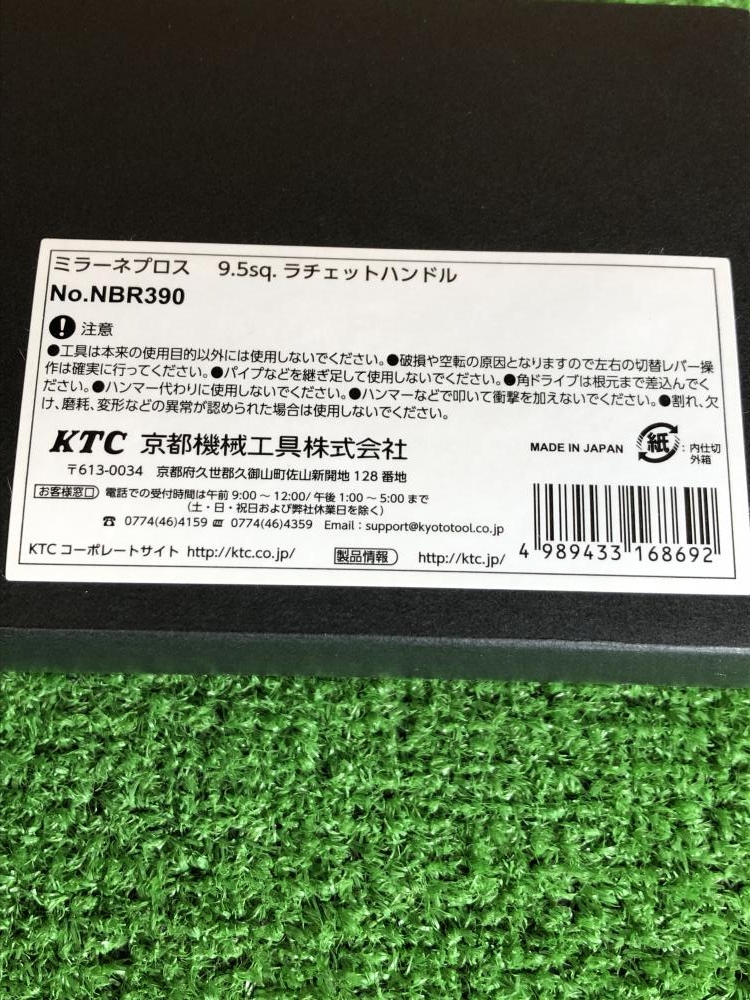 ミラーネプロス 9.5sq. ラチェットハンドル
No.NBR390
注意
●工具は本来の使用目的以外には使用しないでください。●破損や空転の原因となりますので左右の切替レバー操
作は確実に行ってください。●パイプなどを継ぎ足して使用しないでください。●角ドライブは根元まで差込んでく
ださい。●ハンマー代わりに使用しないでください。●ハンマーなどで叩いて衝撃を加えないでください。●割れ、欠
け、磨耗、変形などの異常が認められた場合は使用しないでください。
KTC 京都機械工具株式会社
MADE IN JAPAN 紙 : 内仕切
外箱
〒613-0034 京都府久世郡久御山町佐山新開地 128 番地
お客様窓口 電話での受付時間は午前 9:00 ~ 12:00/ 午後 1:00 ~ 5:00 まで
(土・日・祝日および弊社休業日を除く)
☎ 0774(46)4159 0774(46)4359 Email : support@kyototool.co.jp
KTC コーポレートサイト http://ktc.co.jp/ 製品情報 http://ktc.jp/
4 989433 168692